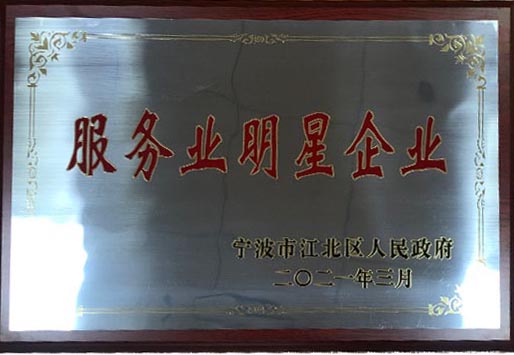 服务业明星企业
宁波市江北区人民政府
二〇二一年三月